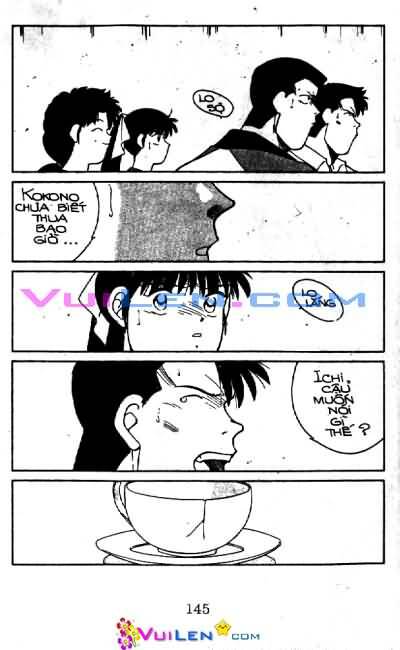 LO
SỢ
KOKONO
CHƯA BIẾT
THUA
BAO
GIỜ...
VUILEN.COM
LO
LẮNG
ICHI,
CẬU
MUỐN
NÓI
GÌ
THẾ?
145
VUILEN.COM